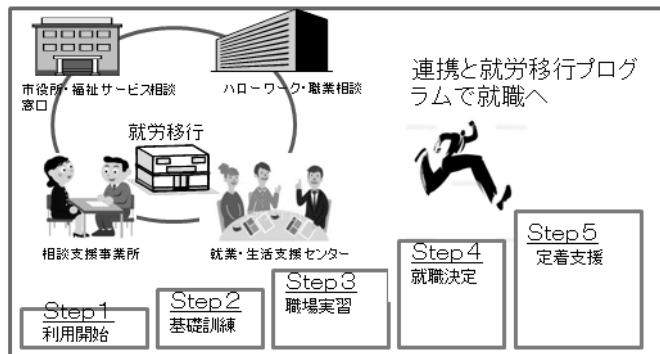 市役所・福祉サービス相談
窓口
ハローワーク・職業相談
連携と就労移行プログ
ラムで就職へ
就労移行
相談支援事業所
就業・生活支援センター
Step1
利用開始
Step2
基礎訓練
Step3
職場実習
Step4
就職決定
Step5
定着支援